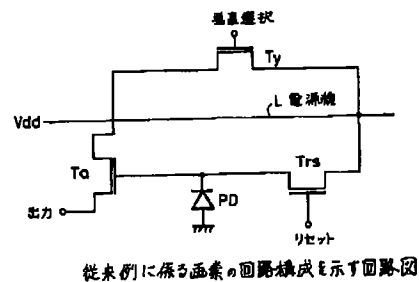 垂直選択
Ty
L 電源線
Vdd
Ta
Trs
出力
PD
リセット
従来例に係る画素の回路構成を示す回路図